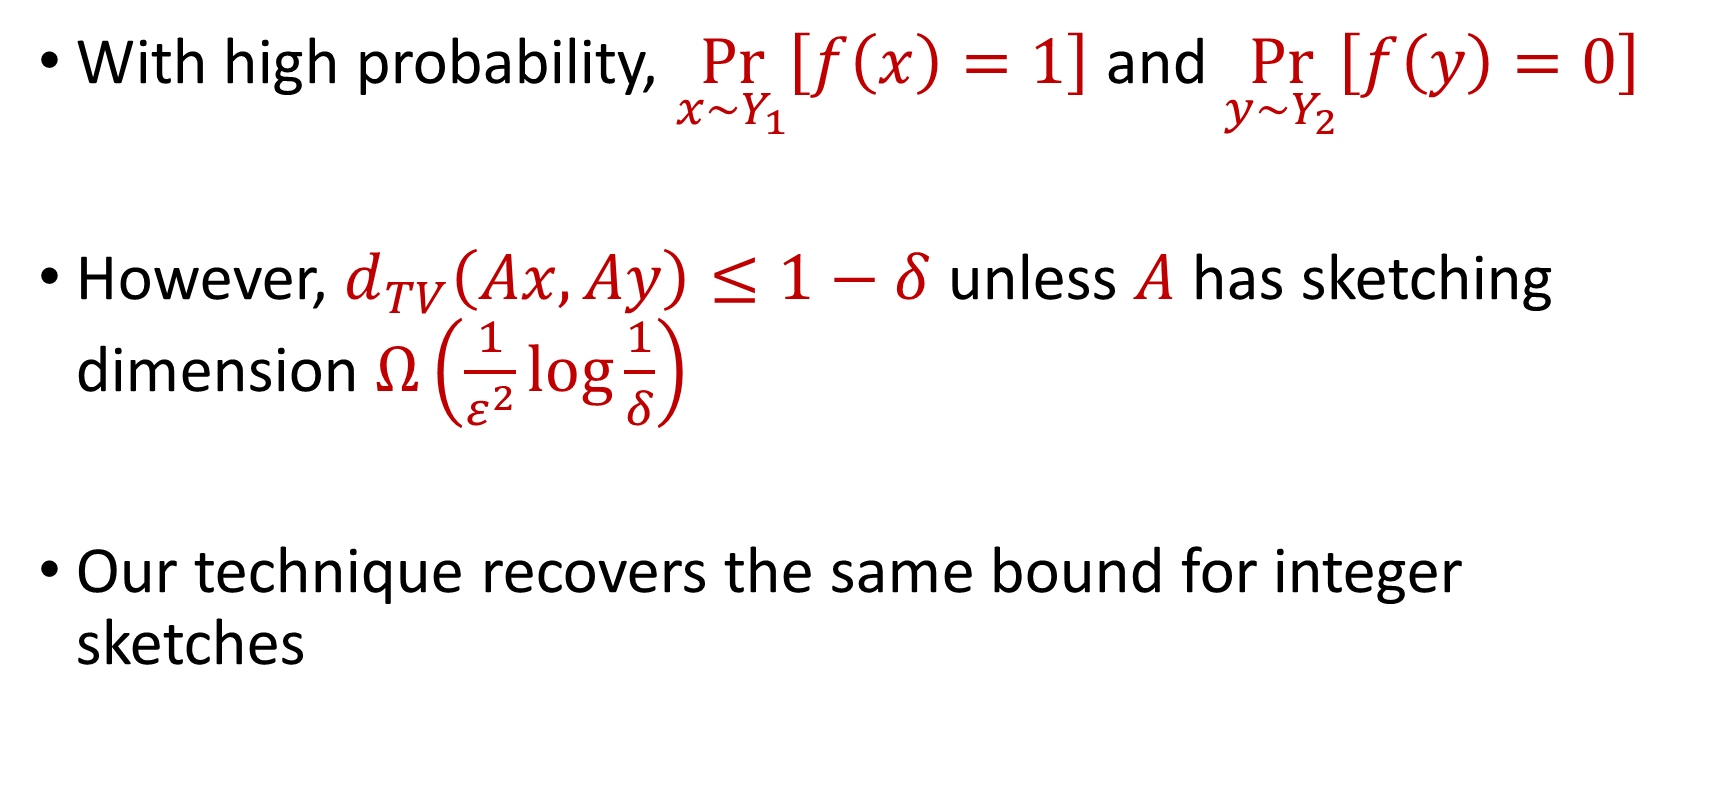 • With high probability, Pr_{x~Y₁} [f(x) = 1] and Pr_{y~Y₂} [f(y) = 0]
• However, d_{TV}(Ax, Ay) ≤ 1 − δ unless A has sketching
dimension Ω(1/ε² log 1/δ)
• Our technique recovers the same bound for integer
sketches